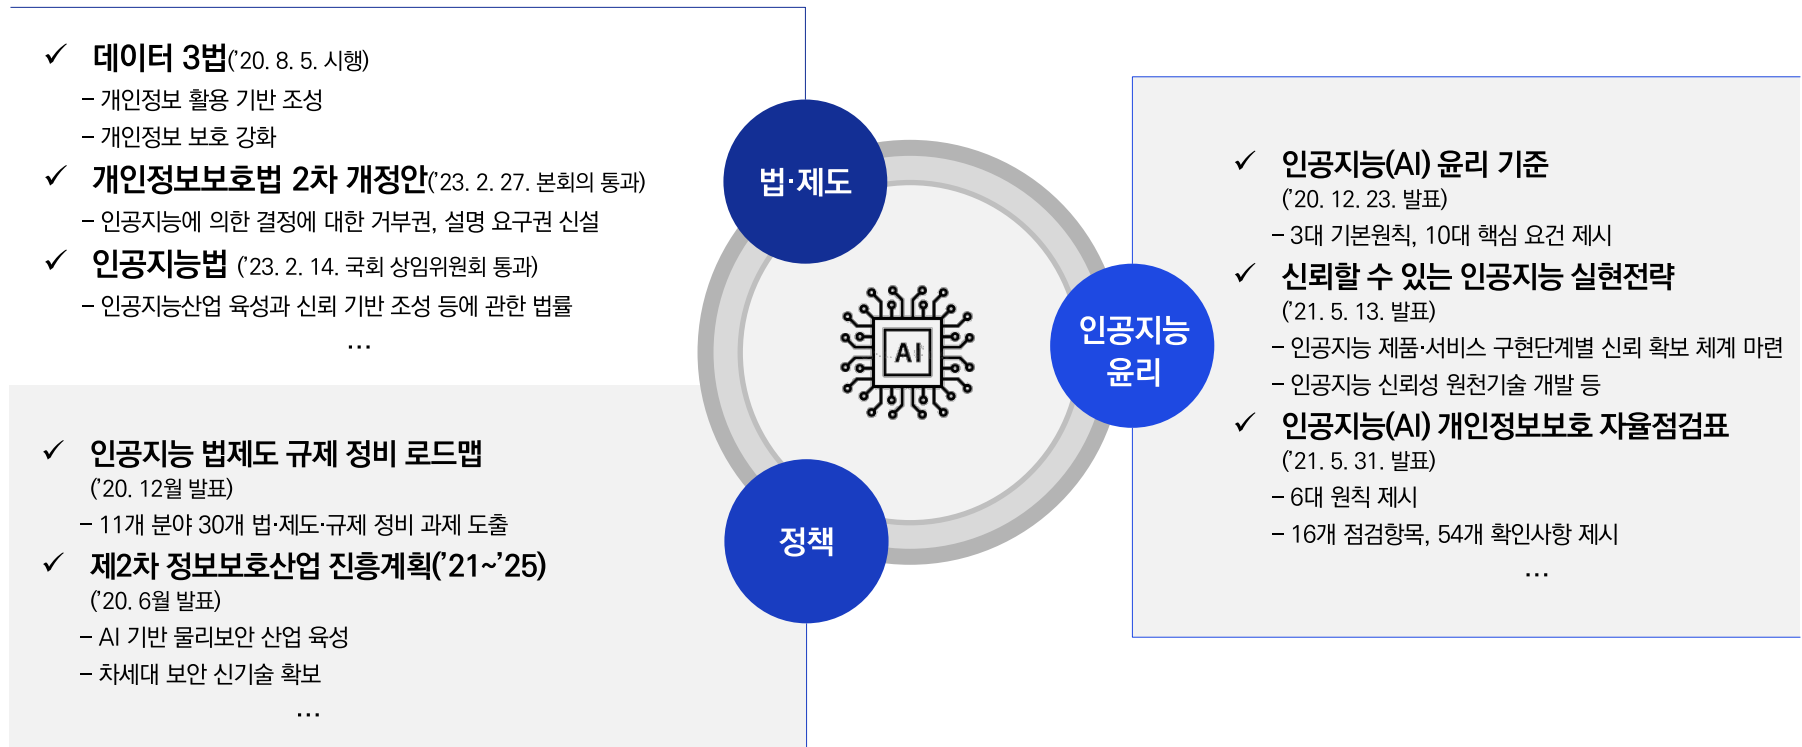 ✓ 데이터 3법('20. 8. 5. 시행)
– 개인정보 활용 기반 조성
– 개인정보 보호 강화
✓ 개인정보보호법 2차 개정안('23. 2. 27. 본회의 통과)
– 인공지능에 의한 결정에 대한 거부권, 설명 요구권 신설
✓ 인공지능법 ('23. 2. 14. 국회 상임위원회 통과)
– 인공지능산업 육성과 신뢰 기반 조성 등에 관한 법률
…
법·제도
✓ 인공지능 법제도 규제 정비 로드맵
('20. 12월 발표)
– 11개 분야 30개 법·제도·규제 정비 과제 도출
✓ 제2차 정보보호산업 진흥계획('21~'25)
('20. 6월 발표)
– AI 기반 물리보안 산업 육성
– 차세대 보안 신기술 확보
…
정책
AI
인공지능
윤리
✓ 인공지능(AI) 윤리 기준
('20. 12. 23. 발표)
– 3대 기본원칙, 10대 핵심 요건 제시
✓ 신뢰할 수 있는 인공지능 실현전략
('21. 5. 13. 발표)
– 인공지능 제품·서비스 구현단계별 신뢰 확보 체계 마련
– 인공지능 신뢰성 원천기술 개발 등
✓ 인공지능(AI) 개인정보보호 자율점검표
('21. 5. 31. 발표)
– 6대 원칙 제시
– 16개 점검항목, 54개 확인사항 제시
…